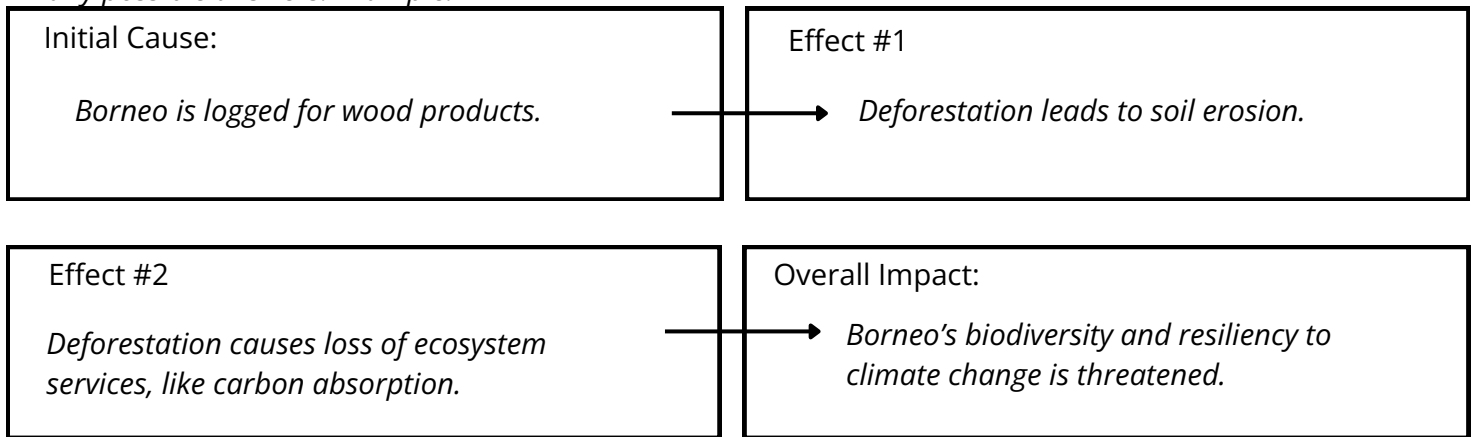 Initial Cause:
Borneo is logged for wood products.
Effect #1
Deforestation leads to soil erosion.
Effect #2
Deforestation causes loss of ecosystem
services, like carbon absorption.
Overall Impact:
Borneo’s biodiversity and resiliency to
climate change is threatened.